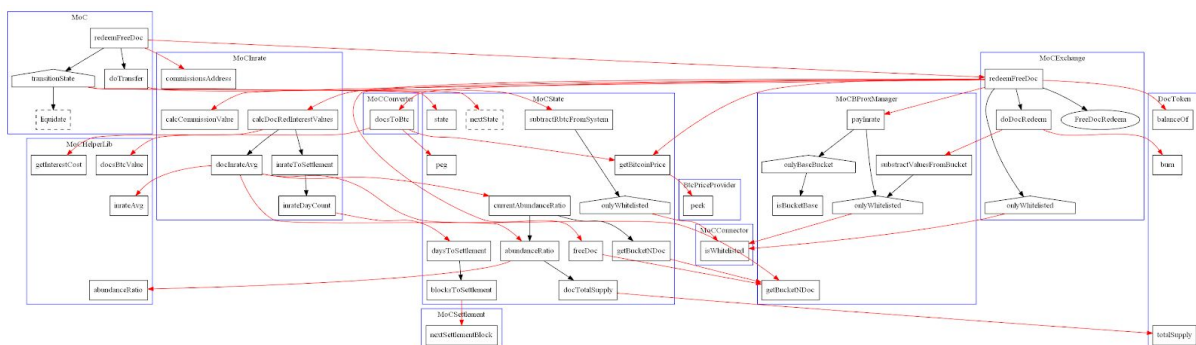 MoC
redeemFreeDoc
transitionState
doTransfer
liquidate
MoCInrate
commissionsAddress
calcCommissionValue
calcDocRedInterestValues
docInrateAvg
inrateToSettlement
inrateDayCount
MoCHelperLib
getInterestCost
docsBtcValue
inrateAvg
abundanceRatio
MoCConverter
docsToBtc
peg
MoCState
state
nextState
subtractRbtcFromSystem
getBitcoinPrice
onlyWhitelisted
currentAbundanceRatio
daysToSettlement
abundanceRatio
freeDoc
getBucketNDoc
blocksToSettlement
docTotalSupply
MoCSettlement
nextSettlementBlock
BtcPriceProvider
peek
MoCConnector
isWhitelisted
MoCBProxManager
payInrate
onlyBaseBucket
substractValuesFromBucket
isBucketBase
onlyWhitelisted
getBucketNDoc
MoCExchange
redeemFreeDoc
doDocRedeem
FreeDocRedeem
onlyWhitelisted
DocToken
balanceOf
burn
totalSupply